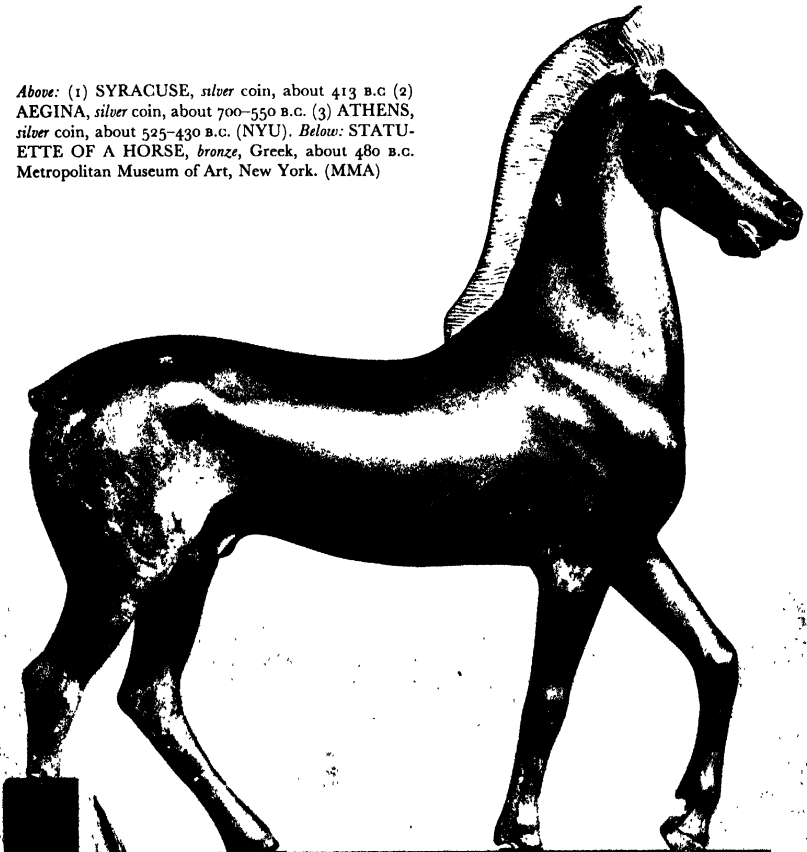 Above: (1) SYRACUSE, silver coin, about 413 B.C (2)
AEGINA, silver coin, about 700–550 B.C. (3) ATHENS,
silver coin, about 525–430 B.C. (NYU). Below: STATU-
ETTE OF A HORSE, bronze, Greek, about 480 B.C.
Metropolitan Museum of Art, New York. (MMA)